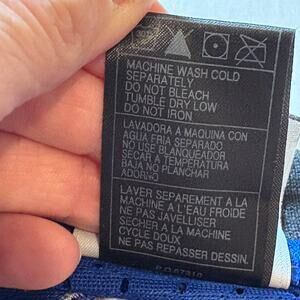 MACHINE WASH COLD
SEPARATELY
DO NOT BLEACH
TUMBLE DRY LOW
DO NOT IRON
LAVADORA A MAQUINA CON
AGUA FRIA SEPARADO
NO USE BLANQUEADOR
SECAR A TEMPERATURA
BAJA NO PLANCHAR
LAVER SEPAREMENT A LA
MACHINE A L'EAU FROIDE
NE PAS JAVELLISER
SECHER A LA MACHINE
CYCLE DOUX
NE PAS REPASSER DESSIN.